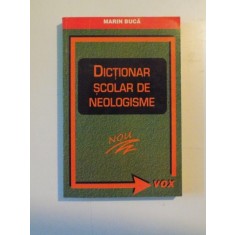 MARIN BUCĂ
DICȚIONAR
ȘCOLAR DE
NEOLOGISME
NOU
VOX